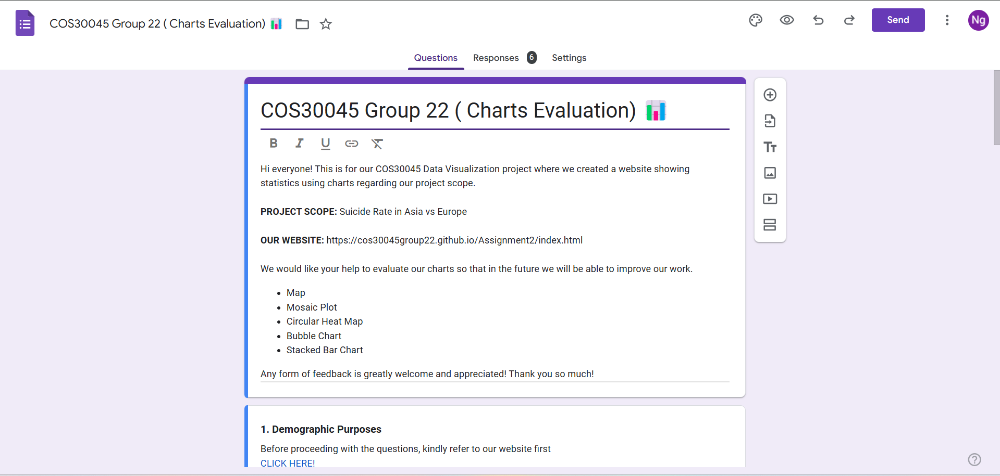 COS30045 Group 22 ( Charts Evaluation)
Send
Ng
Questions
Responses
6
Settings
COS30045 Group 22 ( Charts Evaluation)
B I U
Hi everyone! This is for our COS30045 Data Visualization project where we created a website showing
statistics using charts regarding our project scope.
PROJECT SCOPE: Suicide Rate in Asia vs Europe
OUR WEBSITE: https://cos30045group22.github.io/Assignment2/index.html
We would like your help to evaluate our charts so that in the future we will be able to improve our work.
• Map
• Mosaic Plot
• Circular Heat Map
• Bubble Chart
• Stacked Bar Chart
Any form of feedback is greatly welcome and appreciated! Thank you so much!
Tт
1. Demographic Purposes
Before proceeding with the questions, kindly refer to our website first
CLICK HERE!